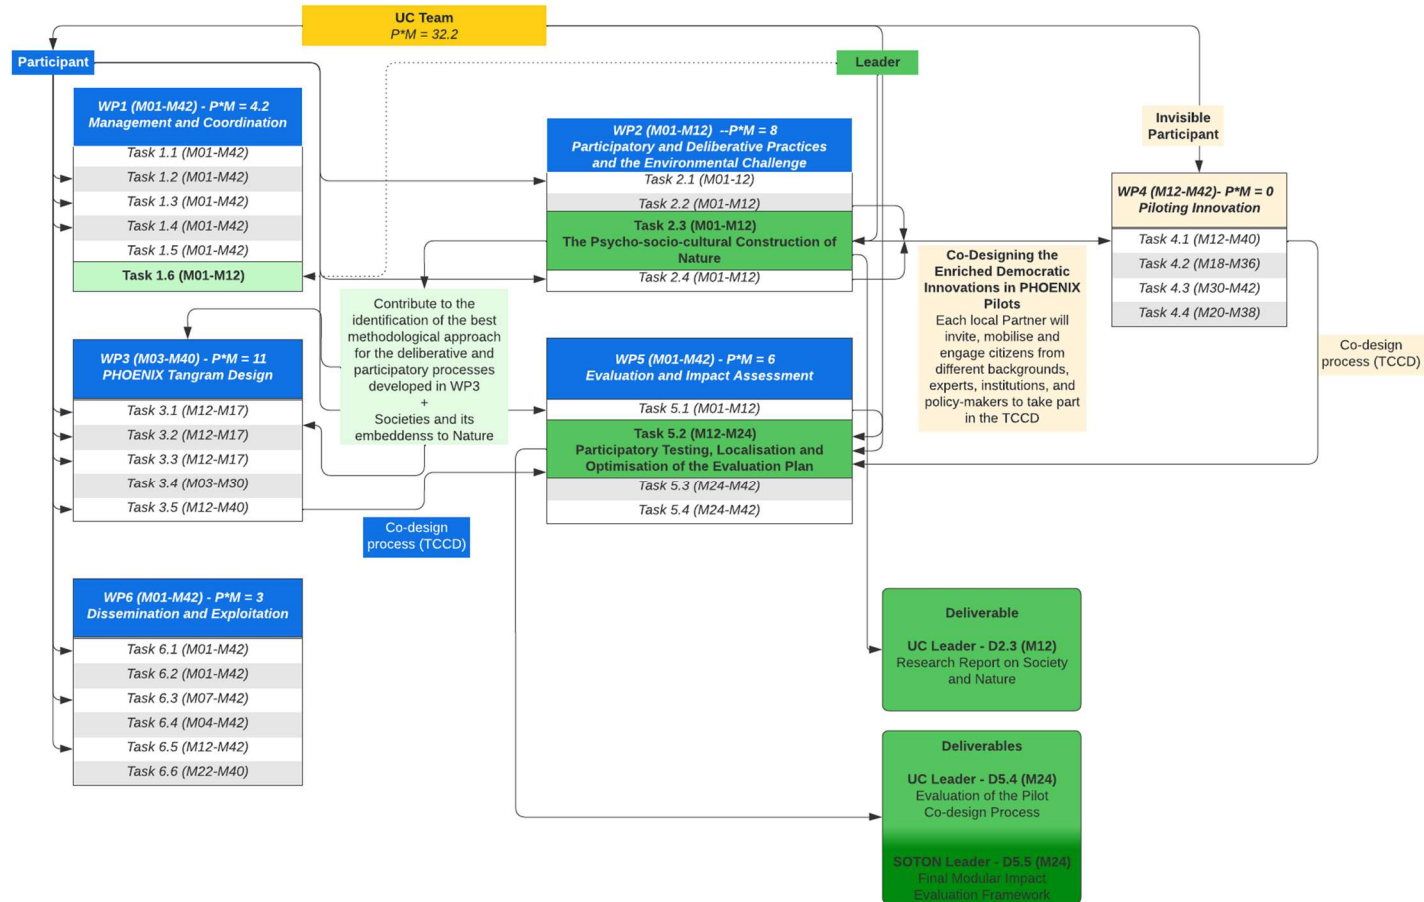 UC Team
P*M = 32.2
Participant
Leader
WP1 (M01-M42) - P*M = 4.2
Management and Coordination
Task 1.1 (M01-M42)
Task 1.2 (M01-M42)
Task 1.3 (M01-M42)
Task 1.4 (M01-M42)
Task 1.5 (M01-M42)
Task 1.6 (M01-M12)
WP2 (M01-M12)  --P*M = 8
Participatory and Deliberative Practices
and the Environmental Challenge
Task 2.1 (M01-12)
Task 2.2 (M01-M12)
Task 2.3 (M01-M12)
The Psycho-socio-cultural Construction of
Nature
Task 2.4 (M01-M12)
Invisible
Participant
WP4 (M12-M42)- P*M = 0
Piloting Innovation
Task 4.1 (M12-M40)
Task 4.2 (M18-M36)
Task 4.3 (M30-M42)
Task 4.4 (M20-M38)
Co-Designing the
Enriched Democratic
Innovations in PHOENIX
Pilots
Each local Partner will
invite, mobilise and
engage citizens from
different backgrounds,
experts, institutions, and
policy-makers to take part
in the TCCD
Co-design
process (TCCD)
Contribute to the
identification of the best
methodological approach
for the deliberative and
participatory processes
developed in WP3
+
Societies and its
embeddenss to Nature
WP3 (M03-M40) - P*M = 11
PHOENIX Tangram Design
Task 3.1 (M12-M17)
Task 3.2 (M12-M17)
Task 3.3 (M12-M17)
Task 3.4 (M03-M30)
Task 3.5 (M12-M40)
Co-design
process (TCCD)
WP5 (M01-M42) - P*M = 6
Evaluation and Impact Assessment
Task 5.1 (M01-M12)
Task 5.2 (M12-M24)
Participatory Testing, Localisation and
Optimisation of the Evaluation Plan
Task 5.3 (M24-M42)
Task 5.4 (M24-M42)
WP6 (M01-M42) - P*M = 3
Dissemination and Exploitation
Task 6.1 (M01-M42)
Task 6.2 (M01-M42)
Task 6.3 (M07-M42)
Task 6.4 (M04-M42)
Task 6.5 (M12-M42)
Task 6.6 (M22-M40)
Deliverable
UC Leader - D2.3 (M12)
Research Report on Society
and Nature
Deliverables
UC Leader - D5.4 (M24)
Evaluation of the Pilot
Co-design Process
SOTON Leader - D5.5 (M24)
Final Modular Impact
Evaluation Framework